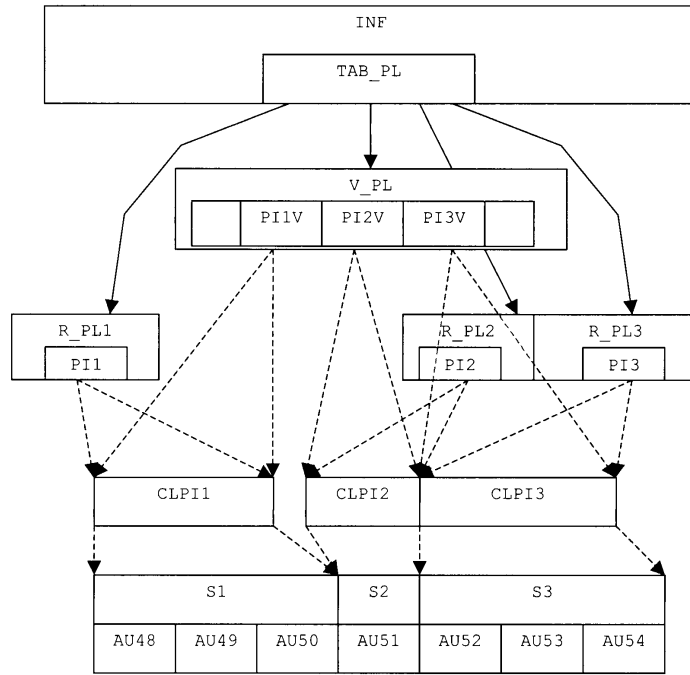 INF
TAB_PL
V_PL
PI1V PI2V PI3V
R_PL1 R_PL2 R_PL3
PI1 PI2 PI3
CLPI1 CLPI2 CLPI3
S1 S2 S3
AU48 AU49 AU50 AU51 AU52 AU53 AU54